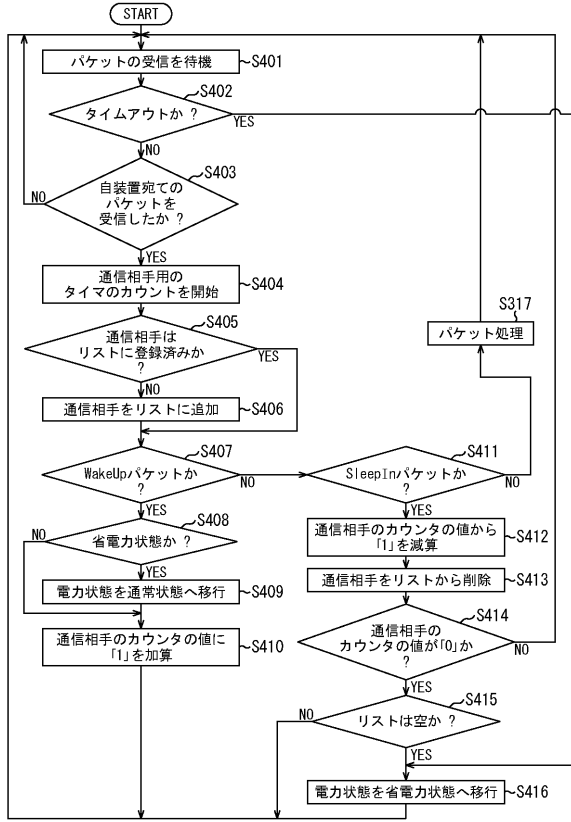 START
パケットの受信を待機
S401
タイムアウトか ?
S402
YES
NO
自装置宛ての
パケットを
受信したか ?
S403
NO
YES
通信相手用の
タイマのカウントを開始
S404
通信相手は
リストに登録済みか
?
S405
YES
NO
通信相手をリストに追加
S406
WakeUpパケットか
?
S407
NO
YES
省電力状態か ?
S408
NO
YES
電力状態を通常状態へ移行
S409
通信相手のカウンタの値に
「1」を加算
S410
S317
パケット処理
SleepInパケットか
?
S411
NO
YES
通信相手のカウンタの値から
「1」を減算
S412
通信相手をリストから削除
S413
通信相手の
カウンタの値が「0」か
?
S414
NO
YES
リストは空か ?
S415
NO
YES
電力状態を省電力状態へ移行
S416